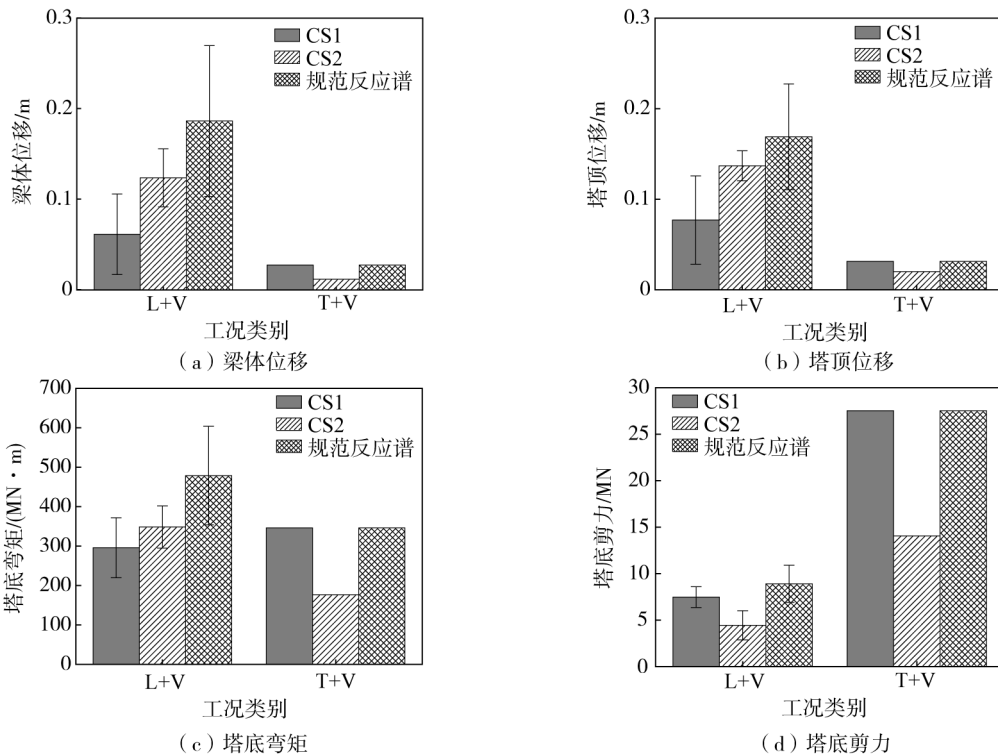 0.3
0.2
0.1
0
梁体位移/m
CS1
CS2
规范反应谱
L+V
T+V
工况类别
（a）梁体位移
0.3
0.2
0.1
0
塔顶位移/m
CS1
CS2
规范反应谱
L+V
T+V
工况类别
（b）塔顶位移
700
600
500
400
300
200
100
0
塔底弯矩/(MN·m)
CS1
CS2
规范反应谱
L+V
T+V
工况类别
（c）塔底弯矩
30
25
20
15
10
5
0
塔底剪力/MN
CS1
CS2
规范反应谱
L+V
T+V
工况类别
（d）塔底剪力